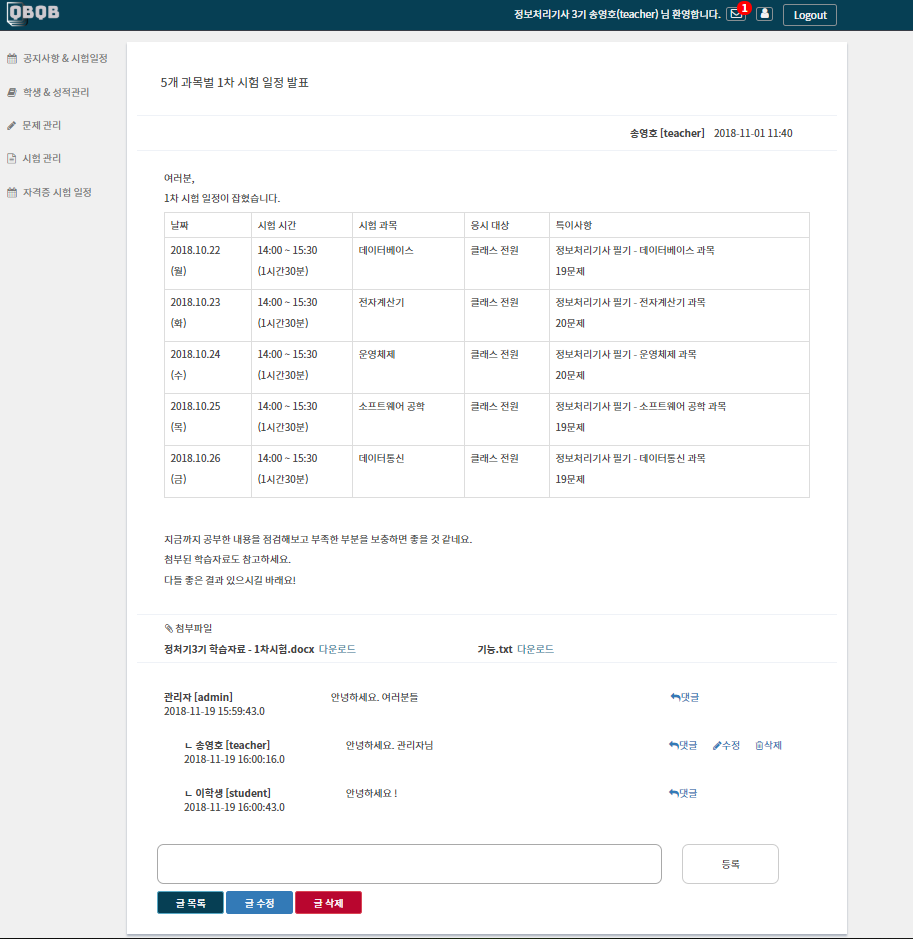 QBQB
정보처리기사 3기 송영호(teacher) 님 환영합니다. 1 Logout
공지사항 & 시험일정
학생 & 성적관리
문제 관리
시험 관리
자격증 시험 일정
5개 과목별 1차 시험 일정 발표
송영호 [teacher] 2018-11-01 11:40
여러분,
1차 시험 일정이 잡혔습니다.
날짜 시험 시간 시험 과목 응시 대상 특이사항
2018.10.22 14:00 ~ 15:30 데이터베이스 클래스 전원 정보처리기사 필기 - 데이터베이스 과목
(월) (1시간30분) 19문제
2018.10.23 14:00 ~ 15:30 전자계산기 클래스 전원 정보처리기사 필기 - 전자계산기 과목
(화) (1시간30분) 20문제
2018.10.24 14:00 ~ 15:30 운영체제 클래스 전원 정보처리기사 필기 - 운영체제 과목
(수) (1시간30분) 20문제
2018.10.25 14:00 ~ 15:30 소프트웨어 공학 클래스 전원 정보처리기사 필기 - 소프트웨어 공학 과목
(목) (1시간30분) 19문제
2018.10.26 14:00 ~ 15:30 데이터통신 클래스 전원 정보처리기사 필기 - 데이터통신 과목
(금) (1시간30분) 19문제
지금까지 공부한 내용을 점검해보고 부족한 부분을 보충하면 좋을 것 같네요.
첨부된 학습자료도 참고하세요.
다들 좋은 결과 있으시길 바래요!
첨부파일
정처기3기 학습자료 - 1차시험.docx 다운로드 기능.txt 다운로드
관리자 [admin] 안녕하세요. 여러분들 댓글
2018-11-19 15:59:43.0
ㄴ 송영호 [teacher] 안녕하세요. 관리자님 댓글 수정 삭제
2018-11-19 16:00:16.0
ㄴ 이학생 [student] 안녕하세요 ! 댓글
2018-11-19 16:00:43.0
등록
글 목록 글 수정 글 삭제